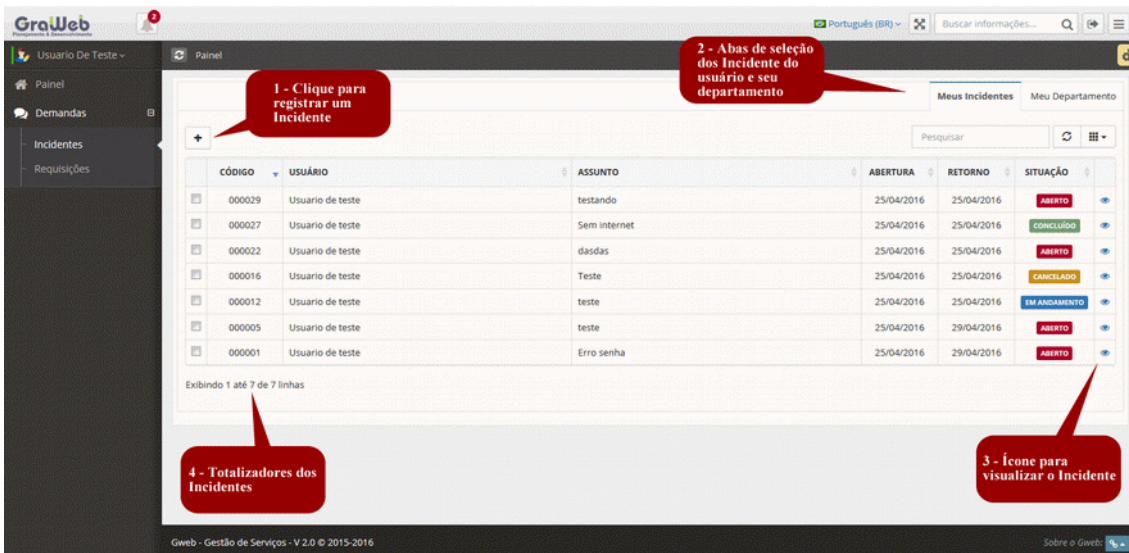 GraWeb
Planejamento & Desenvolvimento
2
Português (BR)
Buscar informações...
Usuario De Teste
Painel
Painel
Demandas
Incidentes
Requisições
1 - Clique para
registrar um
Incidente
2 - Abas de seleção
dos Incidente do
usuário e seu
departamento
Meus Incidentes Meu Departamento
+
Pesquisar
CÓDIGO USUÁRIO ASSUNTO ABERTURA RETORNO SITUAÇÃO
000029 Usuario de teste testando 25/04/2016 25/04/2016 ABERTO
000027 Usuario de teste Sem internet 25/04/2016 25/04/2016 CONCLUÍDO
000022 Usuario de teste dasdas 25/04/2016 25/04/2016 ABERTO
000016 Usuario de teste Teste 25/04/2016 25/04/2016 CANCELADO
000012 Usuario de teste teste 25/04/2016 25/04/2016 EM ANDAMENTO
000005 Usuario de teste teste 25/04/2016 29/04/2016 ABERTO
000001 Usuario de teste Erro senha 25/04/2016 29/04/2016 ABERTO
Exibindo 1 até 7 de 7 linhas
4 - Totalizadores dos
Incidentes
3 - Ícone para
visualizar o Incidente
Gweb - Gestão de Serviços - V 2.0 © 2015-2016
Sobre o Gweb: